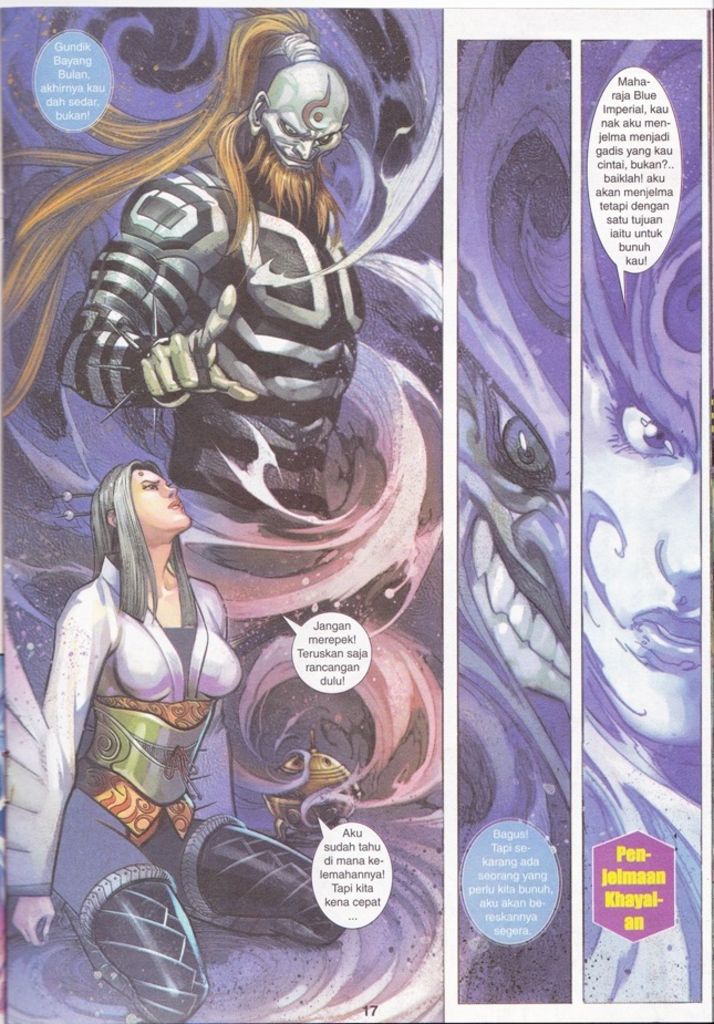 Gundik
Bayang
Bulan,
akhirnya kau
dah sedar,
bukan!
Jangan
merepek!
Teruskan saja
rancangan
dulu!
Aku
sudah tahu
di mana ke-
lemahannya!
Tapi kita
kena cepat
...
Bagus!
Tapi se-
karang ada
seorang yang
perlu kita bunuh,
aku akan be-
reskannya
segera.
Maha-
raja Blue
Imperial, kau
nak aku men-
jelma menjadi
gadis yang kau
cintai, bukan?..
baiklah! aku
akan menjelma
tetapi dengan
satu tujuan
iaitu untuk
bunuh
kau!
Pen-
jelmaan
Khayal-
an
17